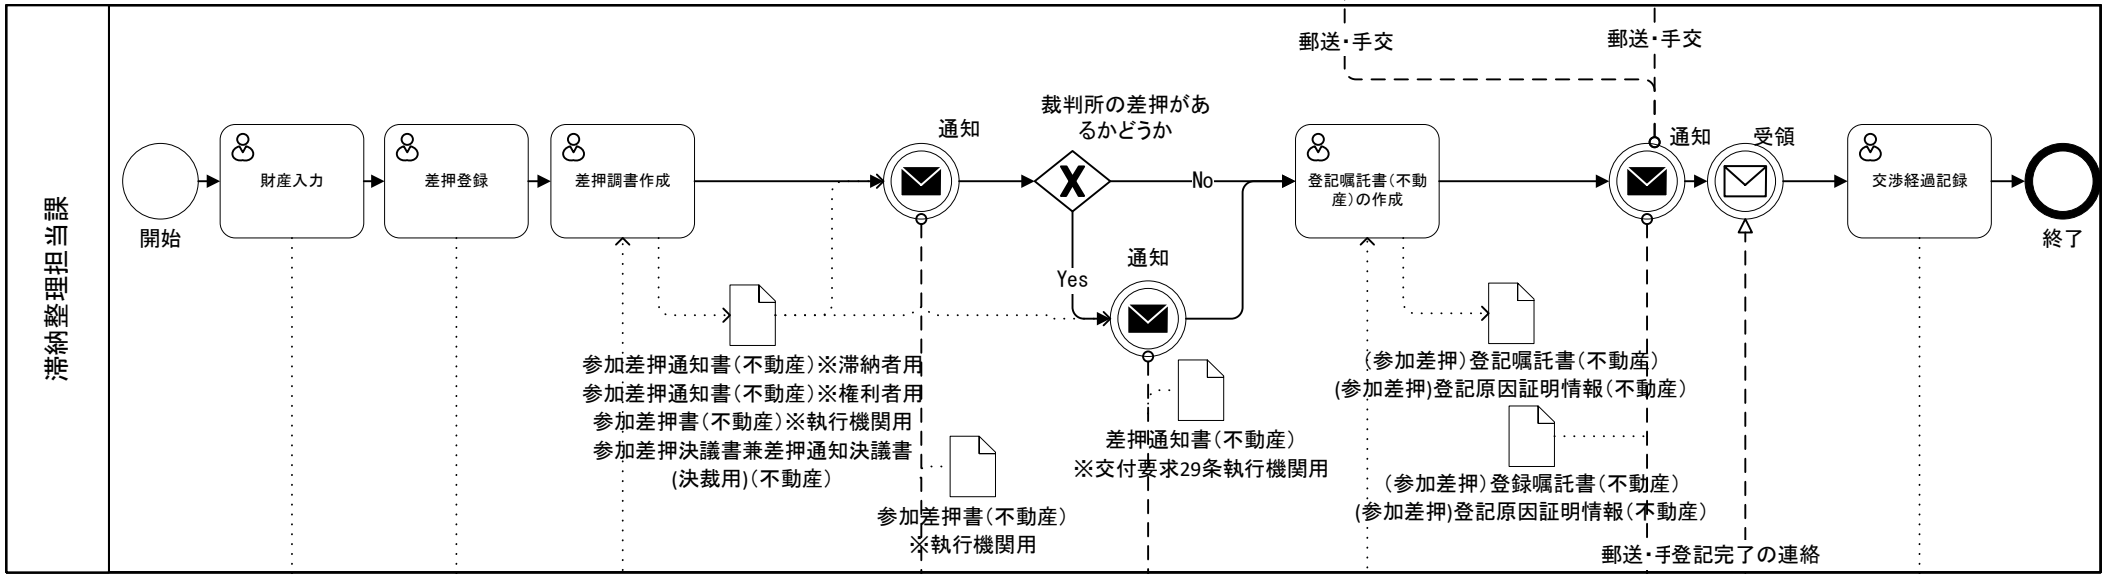 滞納整理担当課
開始
財産入力
差押登録
差押調書作成
参加差押通知書（不動産）※滞納者用
参加差押通知書（不動産）※権利者用
参加差押書（不動産）※執行機関用
参加差押決議書兼差押通知決議書
(決裁用)（不動産）
通知
参加差押書（不動産）
※執行機関用
裁判所の差押があ
るかどうか
No
Yes
通知
差押通知書（不動産）
※交付要求29条執行機関用
郵送・手交
郵送・手交
登記嘱託書（不動
産）の作成
（参加差押）登記嘱託書（不動産）
(参加差押)登記原因証明情報（不動産）
（参加差押）登録嘱託書（不動産）
(参加差押)登記原因証明情報（不動産）
通知
受領
郵送・手登記完了の連絡
交渉経過記録
終了